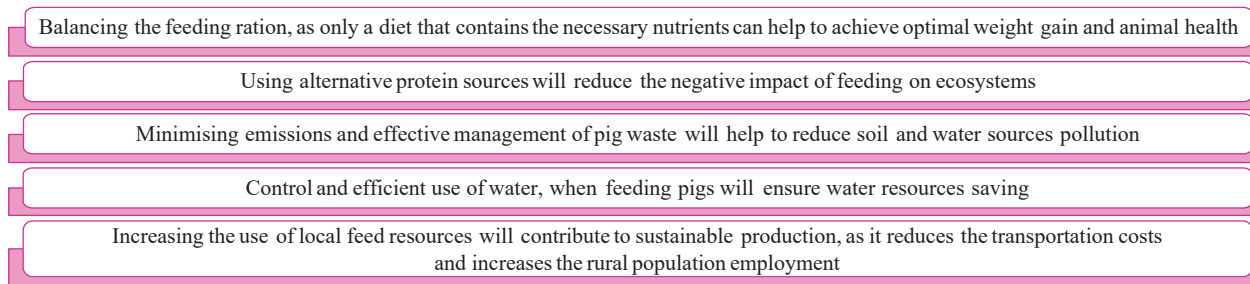 Balancing the feeding ration, as only a diet that contains the necessary nutrients can help to achieve optimal weight gain and animal health
Using alternative protein sources will reduce the negative impact of feeding on ecosystems
Minimising emissions and effective management of pig waste will help to reduce soil and water sources pollution
Control and efficient use of water, when feeding pigs will ensure water resources saving
Increasing the use of local feed resources will contribute to sustainable production, as it reduces the transportation costs
and increases the rural population employment